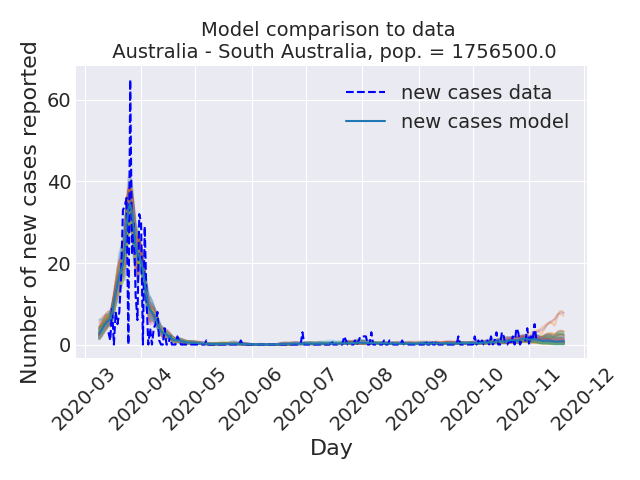 Model comparison to data
Australia - South Australia, pop. = 1756500.0
Number of new cases reported
60
40
20
0
new cases data
new cases model
2020-03
2020-04
2020-05
2020-06
2020-07
2020-08
2020-09
2020-10
2020-11
2020-12
Day